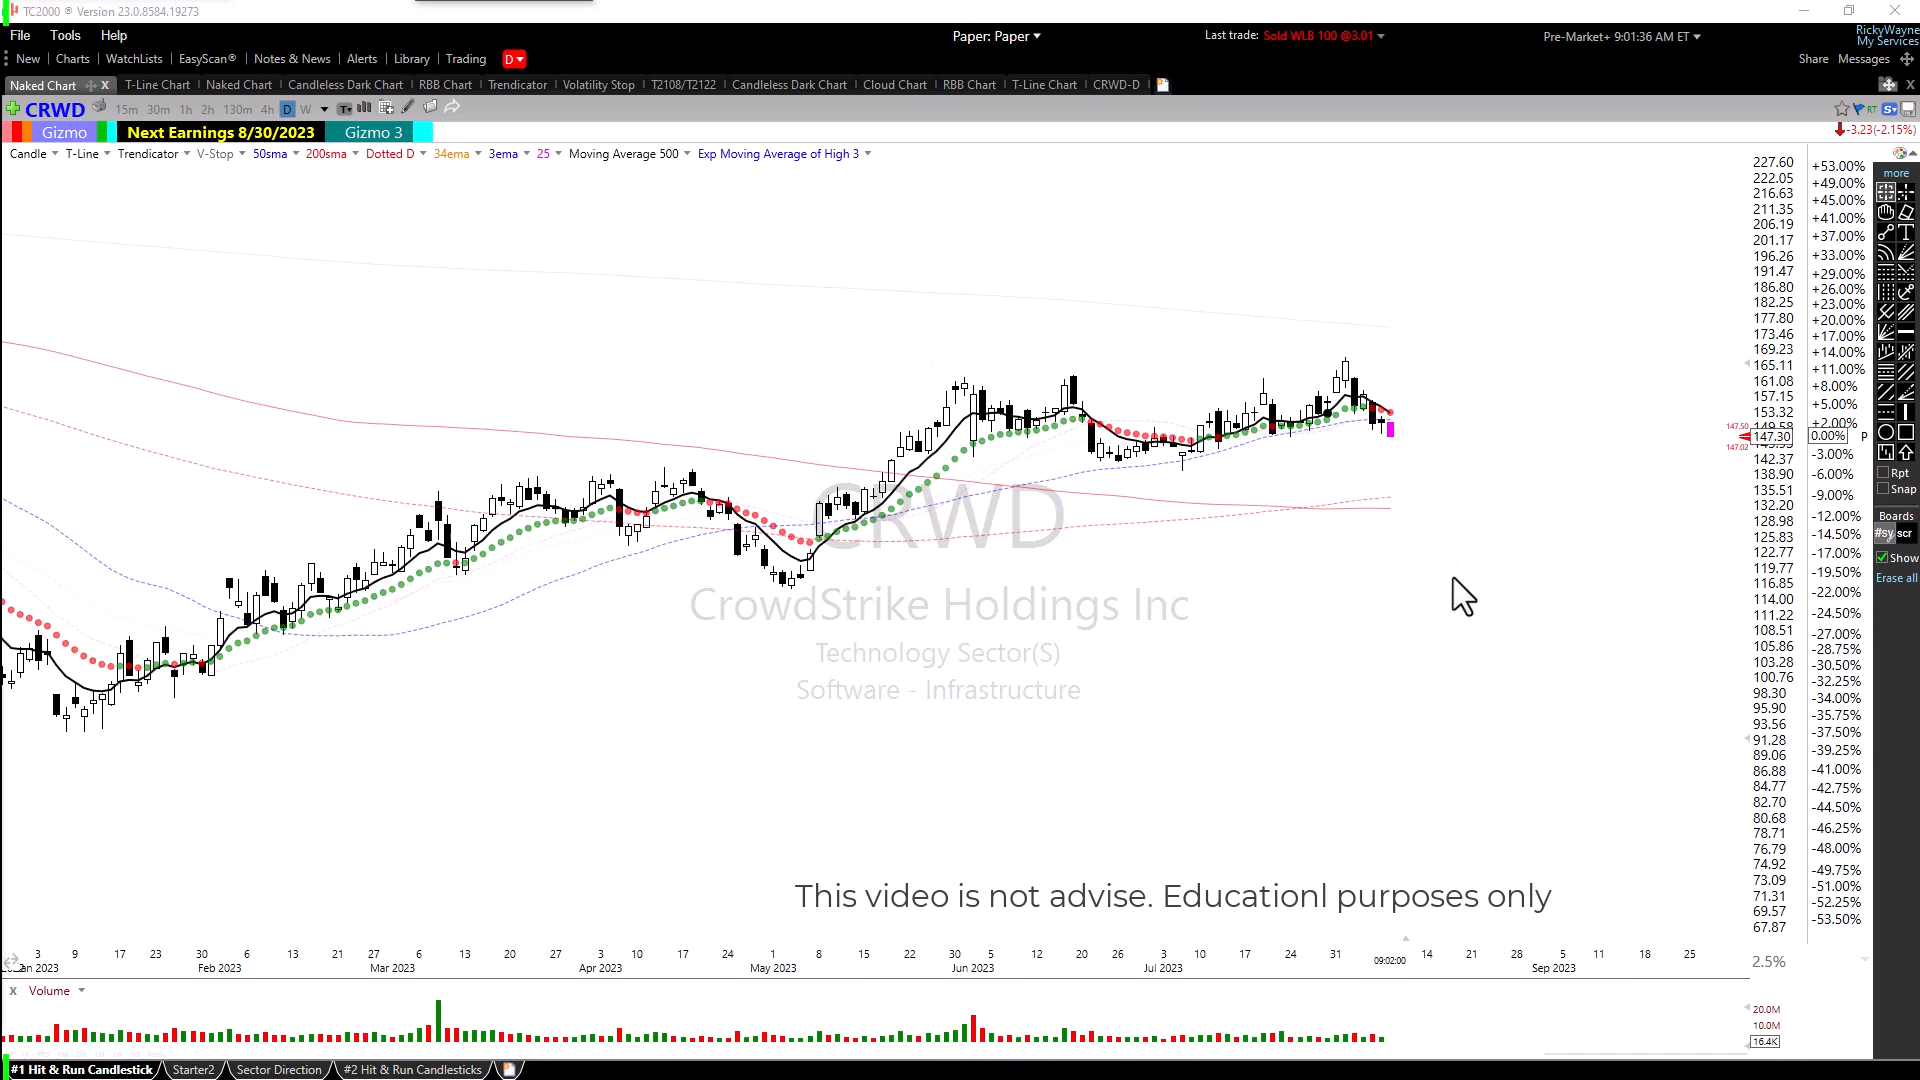 TC2000 ® Version 23.0.8584.19273
File Tools Help Paper: Paper Last trade: Sold WLB 100 @3.01 Pre-Market+ 9:01:36 AM ET RickyWayne
My Services
New Charts WatchLists EasyScan® Notes & News Alerts Library Trading D Share Messages
Naked Chart X T-Line Chart Naked Chart Candleless Dark Chart RBB Chart Trendicator Volatility Stop T2108/T2122 Candleless Dark Chart Cloud Chart RBB Chart T-Line Chart CRWD-D X
CRWD 15m 30m 1h 2h 130m 4h D W
Gizmo Next Earnings 8/30/2023 Gizmo 3 -3.23(-2.15%)
Candle T-Line Trendicator V-Stop 50sma 200sma Dotted D 34ema 3ema 25 Moving Average 500 Exp Moving Average of High 3
227.60 +53.00%
222.05 +49.00%
216.63 +45.00%
211.35 +41.00%
206.19 +37.00%
201.17 +33.00%
196.26
191.47 +29.00%
186.80 +26.00%
182.25 +23.00%
177.80 +20.00%
173.46 +17.00%
169.23 +14.00%
165.11 +11.00%
161.08 +8.00%
157.15 +5.00%
153.32 +2.00%
147.50 149.58
147.30 0.00% P
147.02
142.37 -3.00%
138.90 -6.00%
135.51 -9.00%
132.20 -12.00%
128.98 -14.50%
125.83 -17.00%
122.77 -19.50%
119.77 -22.00%
116.85 -24.50%
114.00 -27.00%
111.22 -28.75%
108.51 -30.50%
105.86 -32.25%
103.28 -34.00%
100.76 -35.75%
98.30 -37.50%
95.90 -39.25%
93.56 -41.00%
91.28 -42.75%
89.06 -44.50%
86.88 -46.25%
84.77 -48.00%
82.70 -49.75%
80.68 -51.00%
78.71 -52.25%
76.79 -53.50%
74.92
73.09
71.31
69.57
67.87
more
Rpt
Snap
Boards
#sy scr
Show
Erase all
CRWD
CrowdStrike Holdings Inc
Technology Sector(S)
Software - Infrastructure
This video is not advise. Educationl purposes only
3 9 17 23 30 6 13 21 27 6 13 20 27 3 10 17 24 1 8 15 22 30 5 12 20 26 3 10 17 24 31 14 21 28 5 11 18 25
2023 Feb 2023 Mar 2023 Apr 2023 May 2023 Jun 2023 Jul 2023 09:02:00 Sep 2023 2.5%
X Volume
20.0M
10.0M
16.4K
#1 Hit & Run Candlestick Starter2 Sector Direction #2 Hit & Run Candlesticks